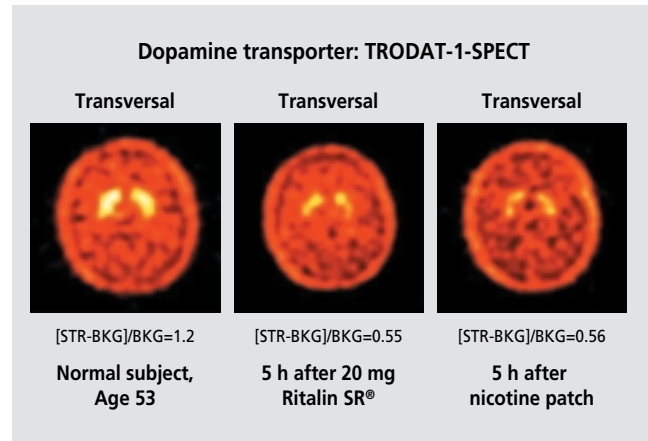 Dopamine transporter: TRODAT-1-SPECT
Transversal
Transversal
Transversal
[STR-BKG]/BKG=1.2
[STR-BKG]/BKG=0.55
[STR-BKG]/BKG=0.56
Normal subject,
Age 53
5 h after 20 mg
Ritalin SR®
5 h after
nicotine patch